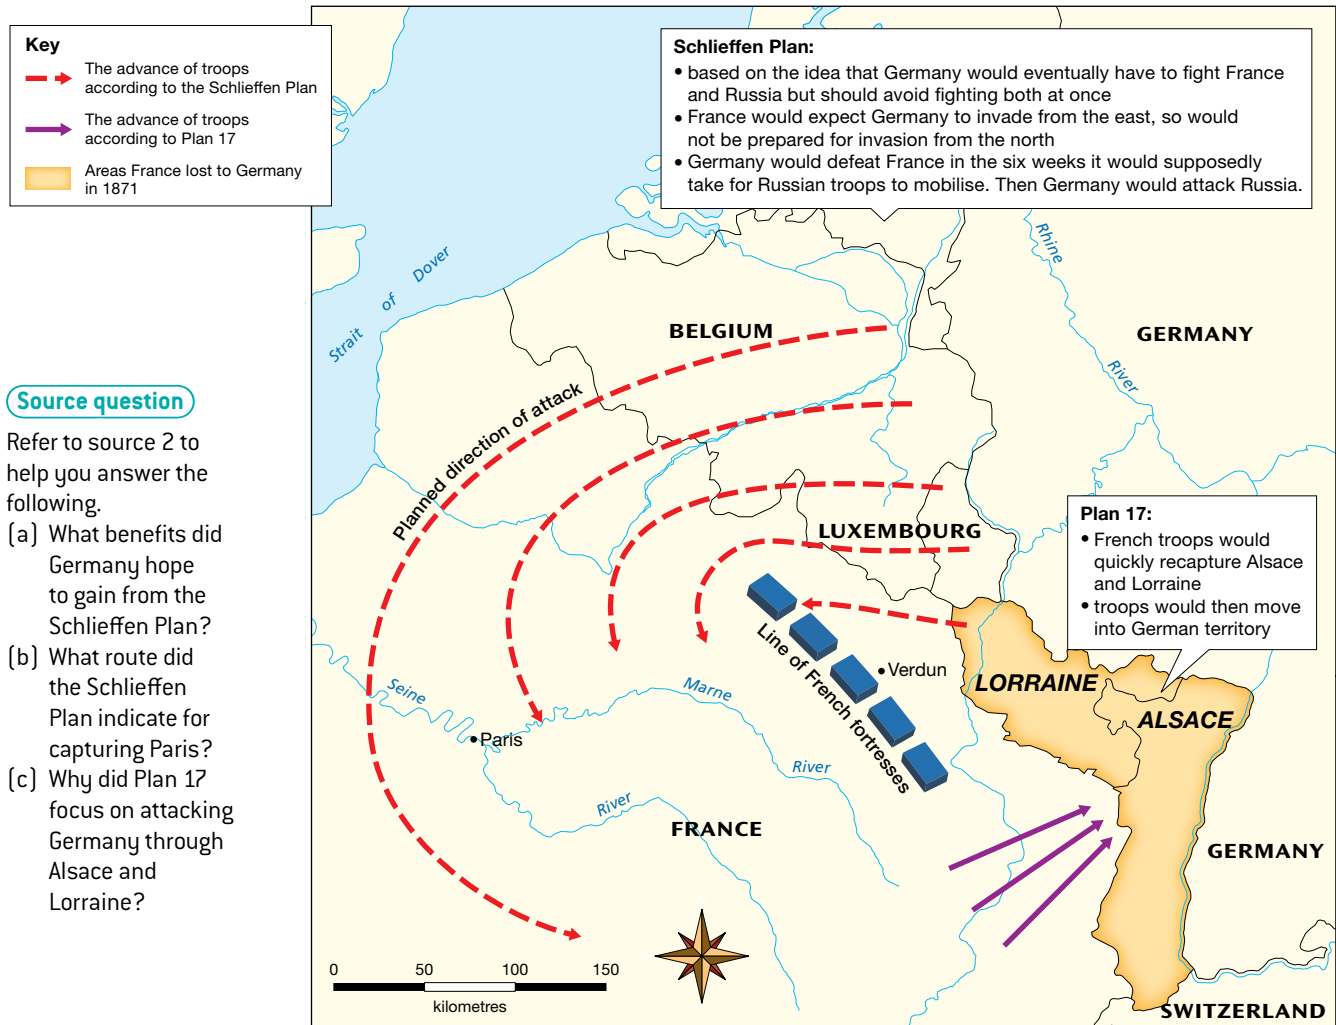 Key
The advance of troops
according to the Schlieffen Plan
The advance of troops
according to Plan 17
Areas France lost to Germany
in 1871
Schlieffen Plan:
• based on the idea that Germany would eventually have to fight France
and Russia but should avoid fighting both at once
• France would expect Germany to invade from the east, so would
not be prepared for invasion from the north
• Germany would defeat France in the six weeks it would supposedly
take for Russian troops to mobilise. Then Germany would attack Russia.
Source question
Refer to source 2 to
help you answer the
following.
(a) What benefits did
Germany hope
to gain from the
Schlieffen Plan?
(b) What route did
the Schlieffen
Plan indicate for
capturing Paris?
(c) Why did Plan 17
focus on attacking
Germany through
Alsace and
Lorraine?
Strait of Dover
Rhine
River
BELGIUM
GERMANY
Planned direction of attack
LUXEMBOURG
Plan 17:
• French troops would
quickly recapture Alsace
and Lorraine
• troops would then move
into German territory
Line of French fortresses
Verdun
LORRAINE
ALSACE
Seine
River
Marne
River
Paris
FRANCE
GERMANY
SWITZERLAND
0 50 100 150
kilometres